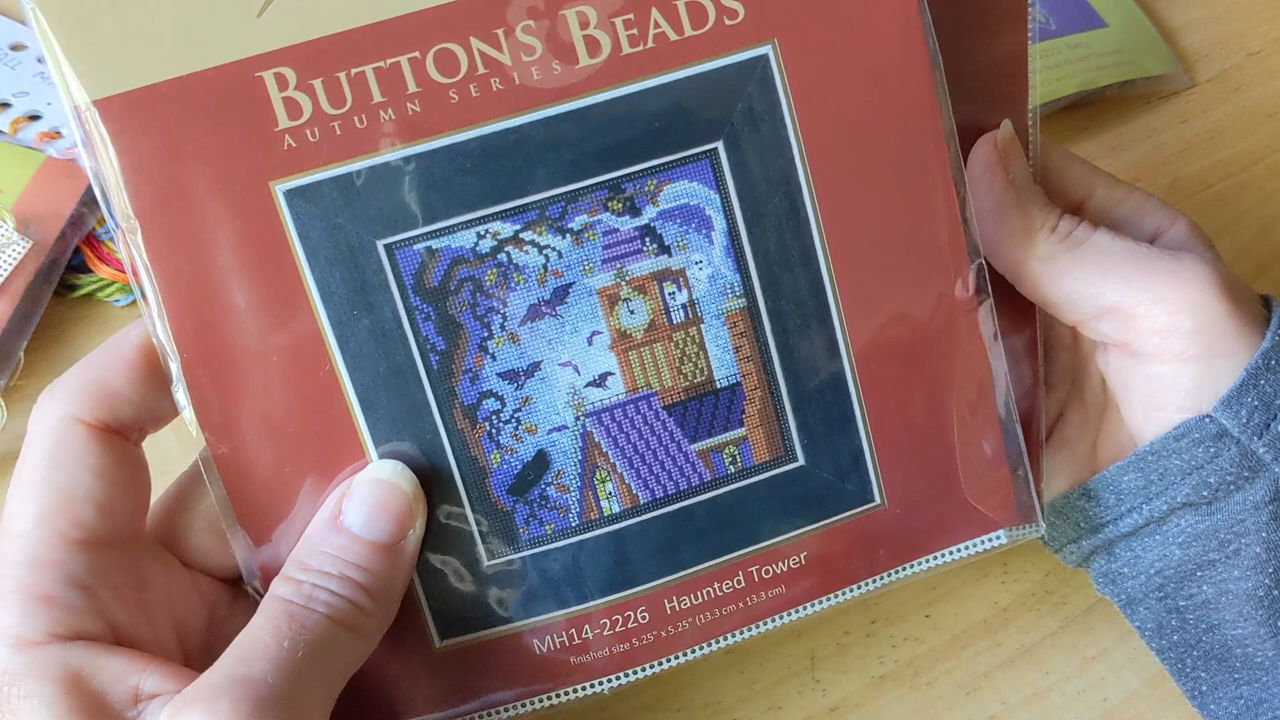 BUTTONS & BEADS
AUTUMN SERIES
MH14-2226 Haunted Tower
finished size 5.25" x 5.25" (13.3 cm x 13.3 cm)